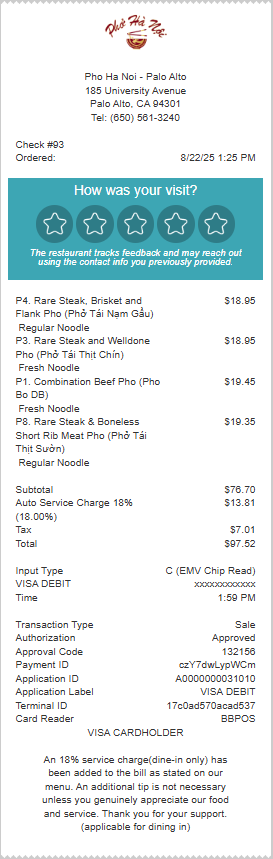 Phở Hà Nội
Pho Ha Noi - Palo Alto
185 University Avenue
Palo Alto, CA 94301
Tel: (650) 561-3240
Check #93
Ordered: 8/22/25 1:25 PM
How was your visit?
The restaurant tracks feedback and may reach out
using the contact info you previously provided.
P4. Rare Steak, Brisket and $18.95
Flank Pho (Phở Tái Nạm Gầu)
Regular Noodle
P3. Rare Steak and Welldone $18.95
Pho (Phở Tái Thịt Chín)
Fresh Noodle
P1. Combination Beef Pho (Pho $19.45
Bo DB)
Fresh Noodle
P8. Rare Steak & Boneless $19.35
Short Rib Meat Pho (Phở Tái
Thịt Sườn)
Regular Noodle
Subtotal $76.70
Auto Service Charge 18% $13.81
(18.00%)
Tax $7.01
Total $97.52
Input Type C (EMV Chip Read)
VISA DEBIT xxxxxxxxxxxx
Time 1:59 PM
Transaction Type Sale
Authorization Approved
Approval Code 132156
Payment ID czY7dwLypWCm
Application ID A0000000031010
Application Label VISA DEBIT
Terminal ID 17c0ad570acad537
Card Reader BBPOS
VISA CARDHOLDER
An 18% service charge(dine-in only) has
been added to the bill as stated on our
menu. An additional tip is not necessary
unless you genuinely appreciate our food
and service. Thank you for your support.
(applicable for dining in)